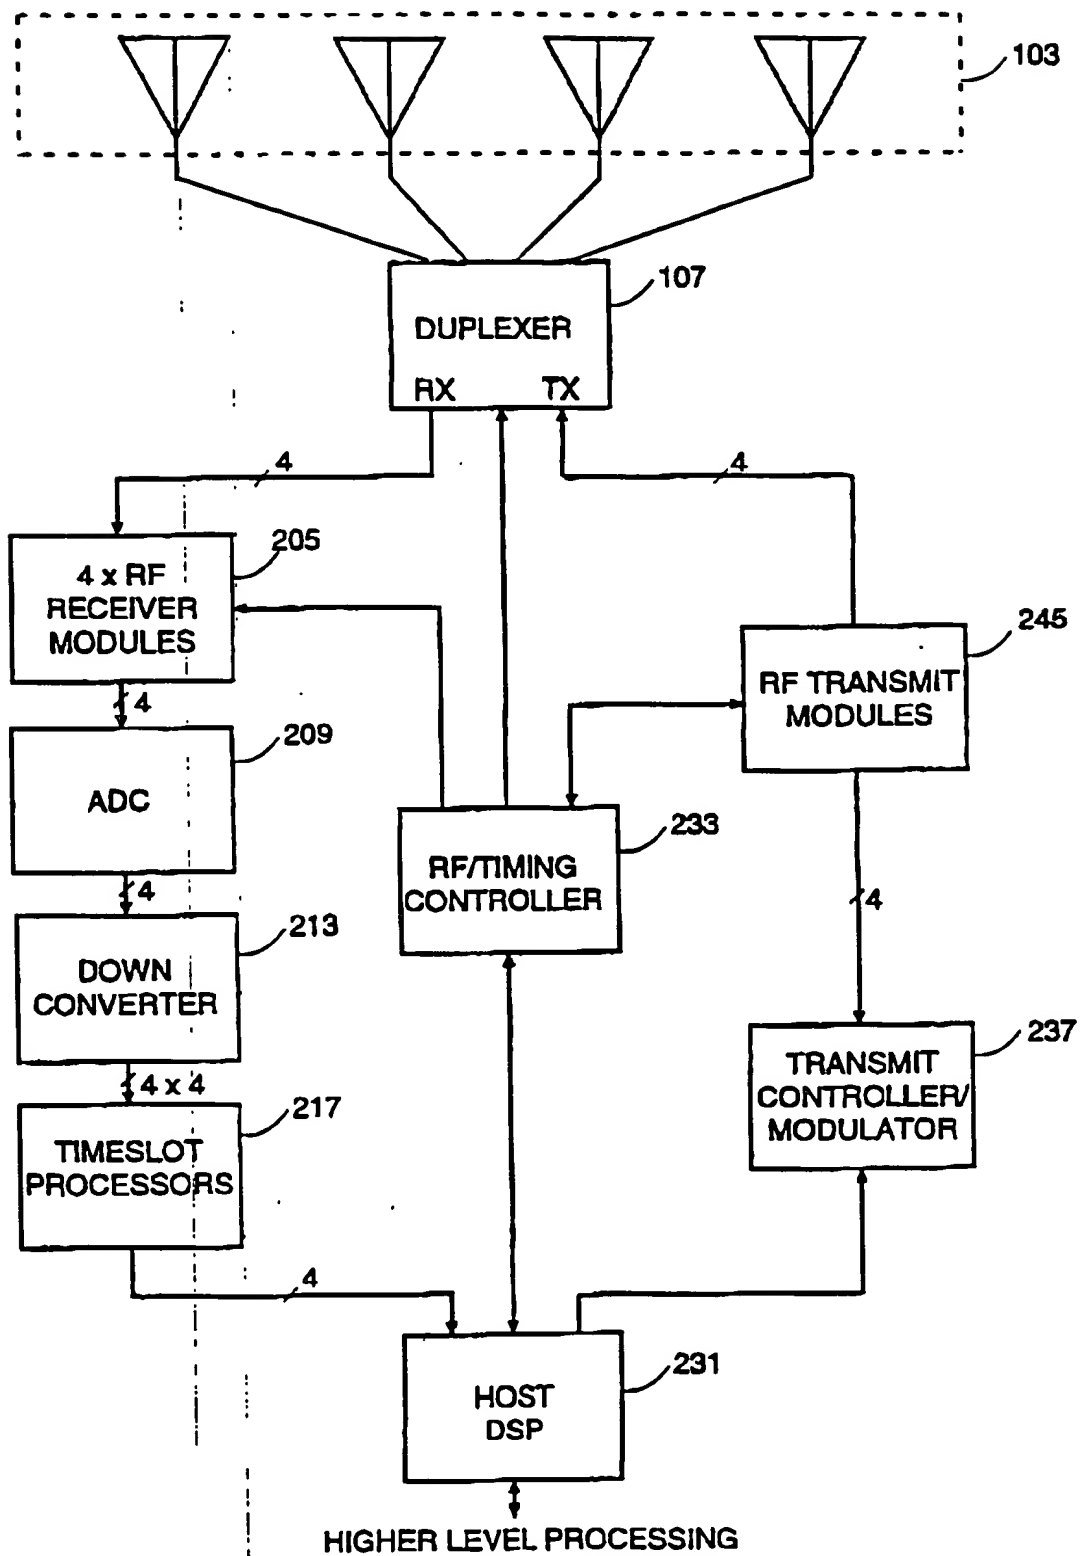 103
107
DUPLEXER
RX TX
4
4
205
4 x RF
RECEIVER
MODULES
245
RF TRANSMIT
MODULES
4
209
ADC
233
RF/TIMING
CONTROLLER
4
4
213
DOWN
CONVERTER
237
TRANSMIT
CONTROLLER/
MODULATOR
4 x 4
217
TIMESLOT
PROCESSORS
4
231
HOST
DSP
HIGHER LEVEL PROCESSING